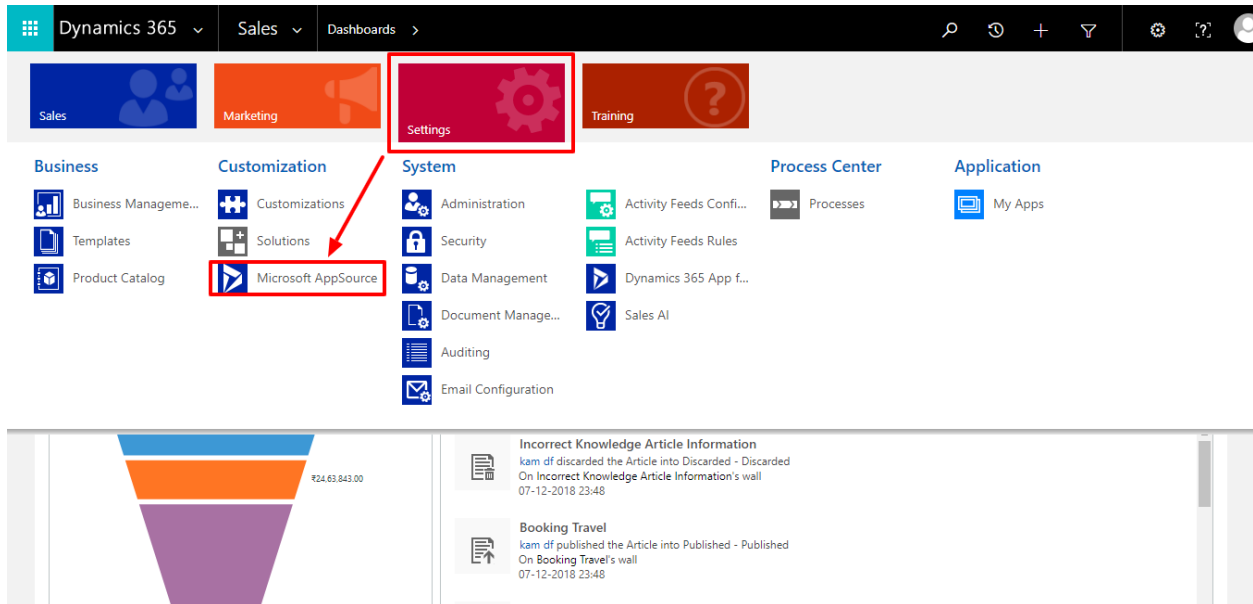 Dynamics 365 Sales Dashboards >
Sales Marketing Settings Training
Business Customization System Process Center Application
Business Manageme... Customizations Administration Activity Feeds Confi... Processes My Apps
Templates Solutions Security Activity Feeds Rules
Product Catalog Microsoft AppSource Data Management Dynamics 365 App f...
Document Manage... Sales AI
Auditing
Email Configuration
₹24,63,843.00
Incorrect Knowledge Article Information
kam df discarded the Article into Discarded - Discarded
On Incorrect Knowledge Article Information's wall
07-12-2018 23:48
Booking Travel
kam df published the Article into Published - Published
On Booking Travel's wall
07-12-2018 23:48